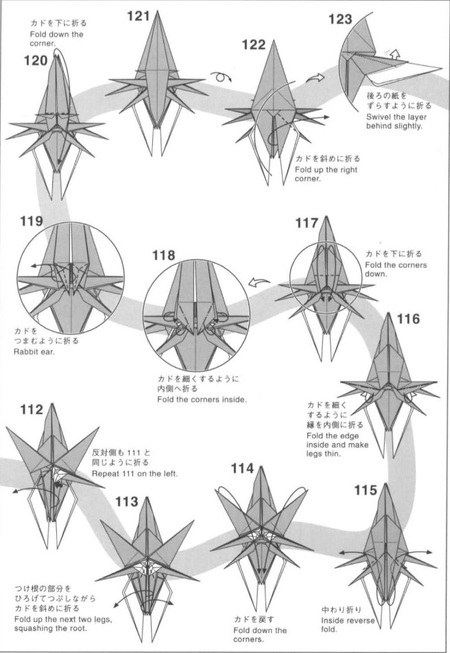 120
カドを下に折る
Fold down the
corner.
121
122
カドを斜めに折る
Fold up the right
corner.
123
後ろの紙を
ずらすように折る
Swivel the layer
behind slightly.
119
カドを
つまむように折る
Rabbit ear.
118
カドを細くするように
内側へ折る
Fold the corners inside.
117
カドを下に折る
Fold the corners
down.
116
カドを細く
するように
縁を内側に折る
Fold the edge
inside and make
legs thin.
112
反対側も 111 と
同じように折る
Repeat 111 on the left.
113
つけ根の部分を
ひろげてつぶしながら
カドを斜めに折る
Fold up the next two legs,
squashing the root.
114
カドを戻す
Fold down the
corners.
115
中わり折り
Inside reverse
fold.